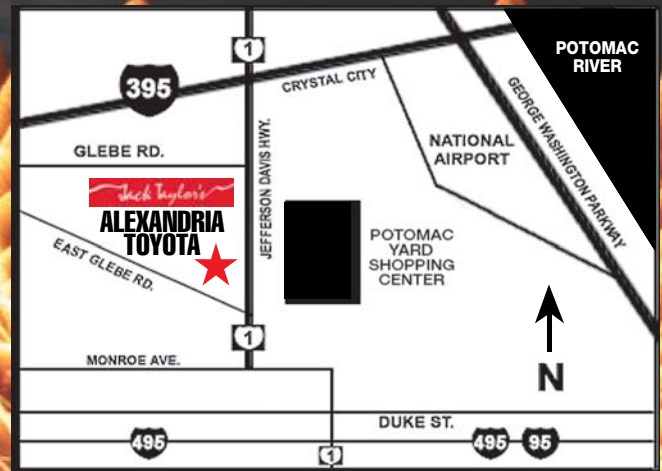 1
POTOMAC
RIVER
395
CRYSTAL CITY
GEORGE WASHINGTON PARKWAY
GLEBE RD.
JEFFERSON DAVIS HWY.
NATIONAL
AIRPORT
Jack Taylor's
ALEXANDRIA
TOYOTA
POTOMAC
YARD
SHOPPING
CENTER
EAST GLEBE RD.
1
MONROE AVE.
N
DUKE ST.
495
1
495
95